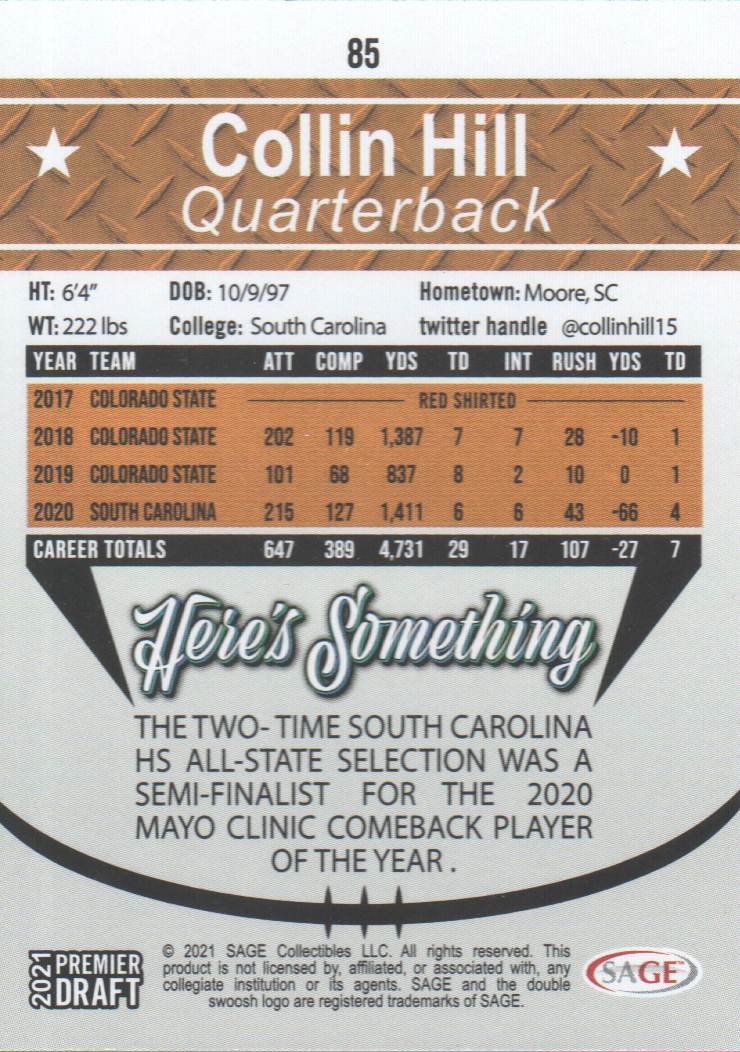 85
Collin Hill
Quarterback
HT: 6'4" DOB: 10/9/97 Hometown: Moore, SC
WT: 222 lbs College: South Carolina twitter handle @collinhill15
YEAR TEAM ATT COMP YDS TD INT RUSH YDS TD
2017 COLORADO STATE RED SHIRTED
2018 COLORADO STATE 202 119 1,387 7 7 28 -10 1
2019 COLORADO STATE 101 68 837 8 2 10 0 1
2020 SOUTH CAROLINA 215 127 1,411 6 6 43 -66 4
CAREER TOTALS 647 389 4,731 29 17 107 -27 7
Here's Something
THE TWO- TIME SOUTH CAROLINA
HS ALL-STATE SELECTION WAS A
SEMI-FINALIST FOR THE 2020
MAYO CLINIC COMEBACK PLAYER
OF THE YEAR .
2021 PREMIER DRAFT
© 2021 SAGE Collectibles LLC. All rights reserved. This
product is not licensed by, affiliated, or associated with, any
collegiate institution or its agents. SAGE and the double
swoosh logo are registered trademarks of SAGE.
SAGE™